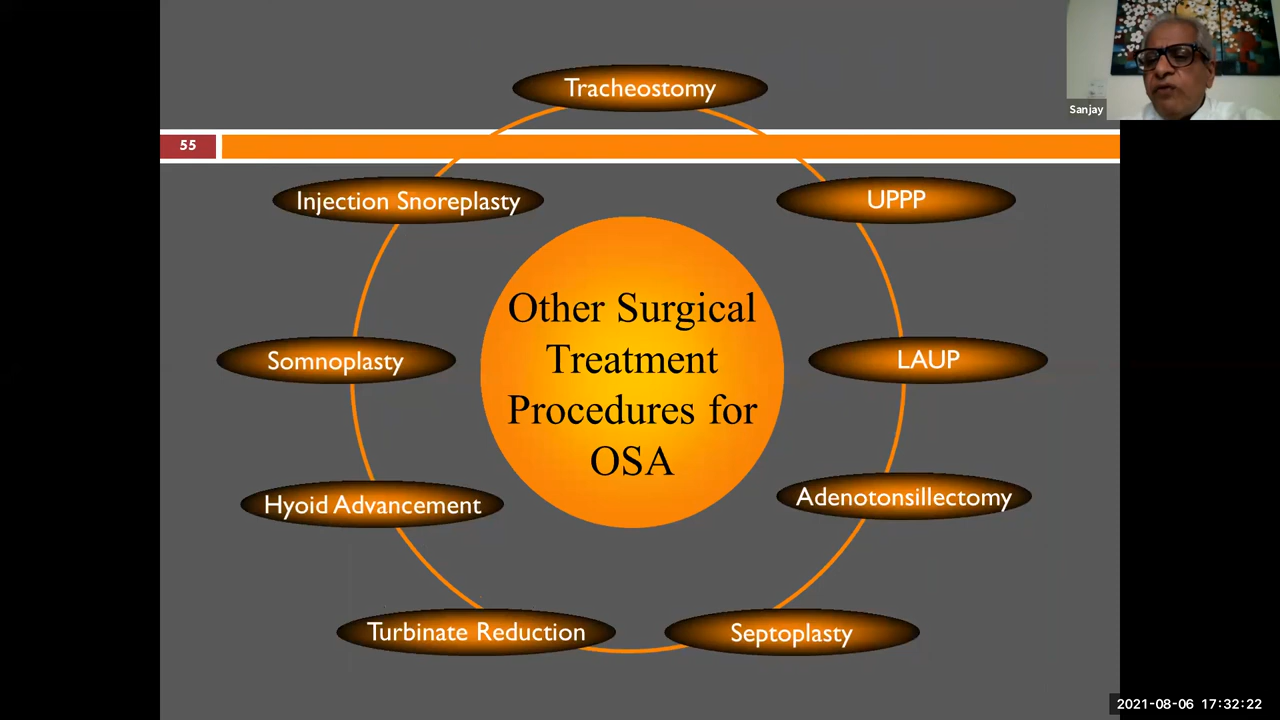 Tracheostomy
Sanjay
55
Injection Snoreplasty
UPPP
Other Surgical
Treatment
Procedures for
OSA
Somnoplasty
LAUP
Hyoid Advancement
Adenotonsillectomy
Turbinate Reduction
Septoplasty
2021-08-06 17:32:22